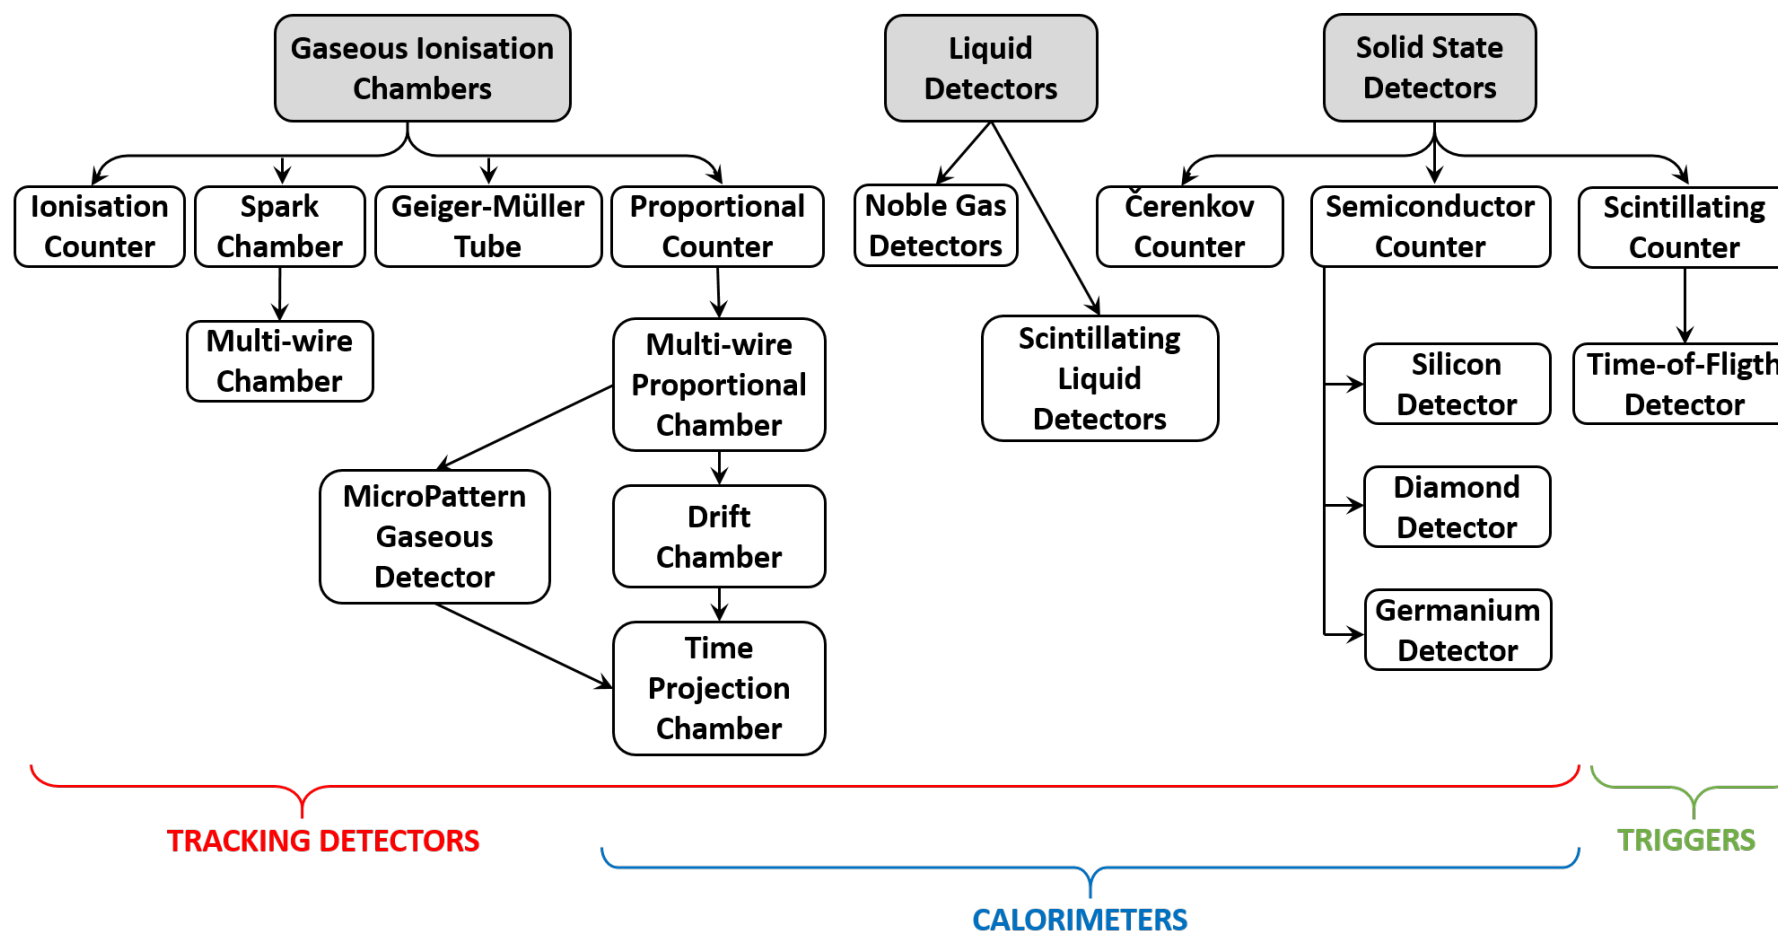 Gaseous Ionisation
Chambers
Liquid
Detectors
Solid State
Detectors
Ionisation
Counter
Spark
Chamber
Geiger-Müller
Tube
Proportional
Counter
Noble Gas
Detectors
Čerenkov
Counter
Semiconductor
Counter
Scintillating
Counter
Multi-wire
Chamber
Multi-wire
Proportional
Chamber
Scintillating
Liquid
Detectors
Silicon
Detector
Time-of-Fligth
Detector
MicroPattern
Gaseous
Detector
Drift
Chamber
Diamond
Detector
Time
Projection
Chamber
Germanium
Detector
TRACKING DETECTORS
TRIGGERS
CALORIMETERS